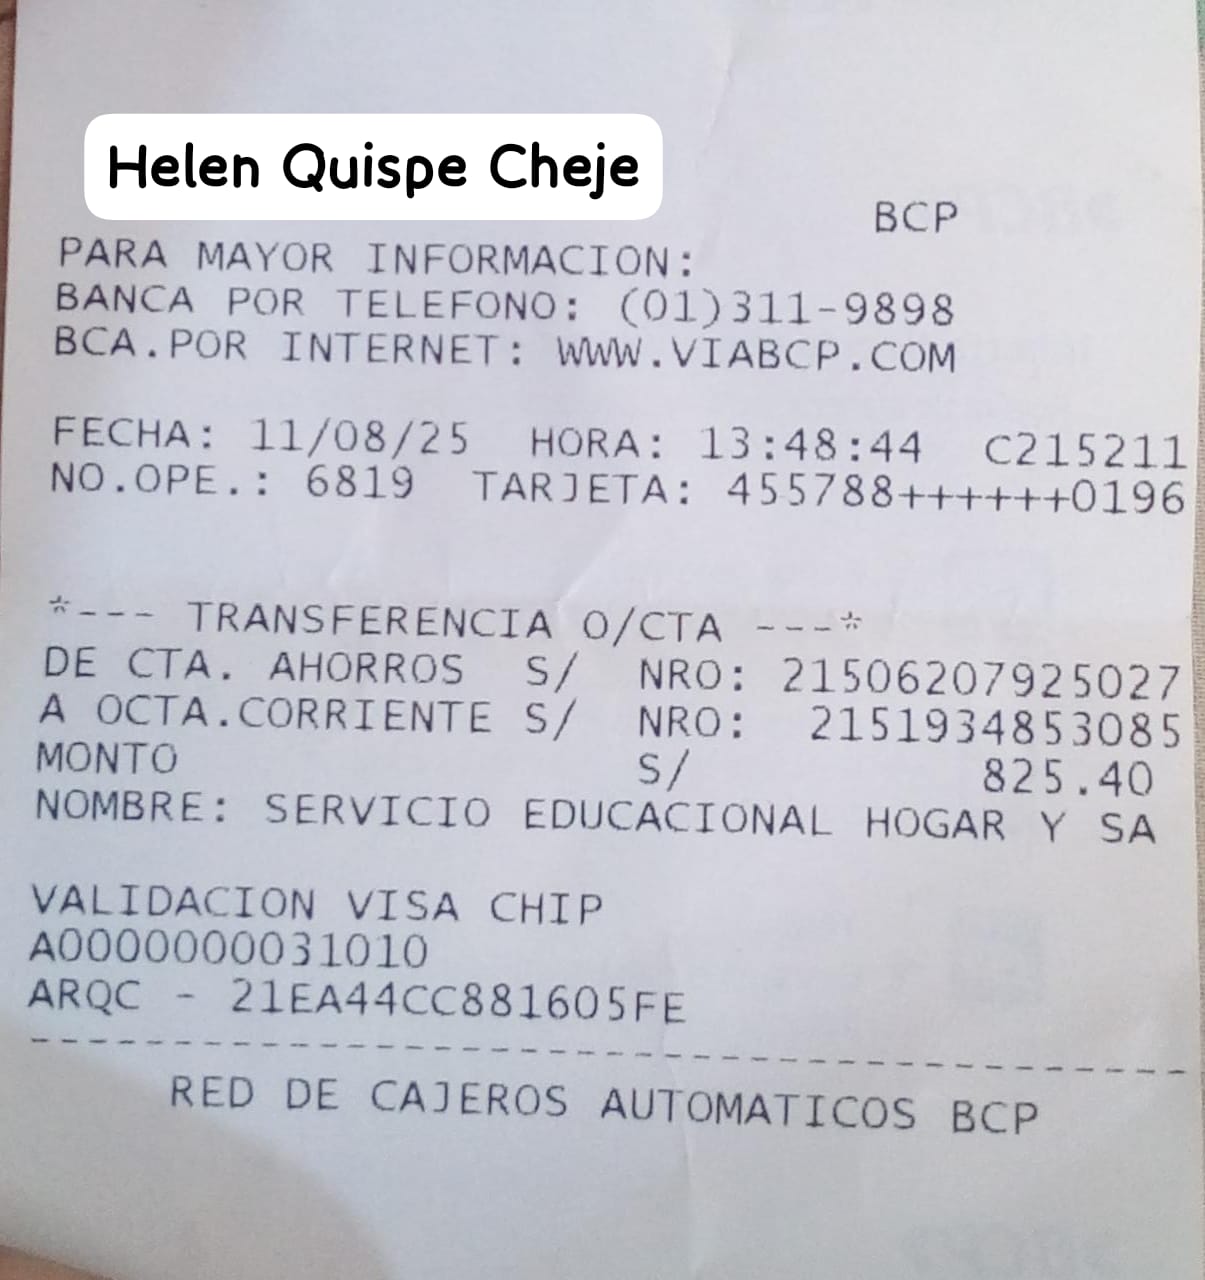 Helen Quispe Cheje
BCP
PARA MAYOR INFORMACION:
BANCA POR TELEFONO: (01)311-9898
BCA.POR INTERNET: WWW.VIABCP.COM
FECHA: 11/08/25 HORA: 13:48:44 C215211
NO.OPE.: 6819 TARJETA: 455788++++++0196
*--- TRANSFERENCIA O/CTA ---*
DE CTA. AHORROS S/ NRO: 21506207925027
A OCTA.CORRIENTE S/ NRO: 2151934853085
MONTO S/ 825.40
NOMBRE: SERVICIO EDUCACIONAL HOGAR Y SA
VALIDACION VISA CHIP
A0000000031010
ARQC - 21EA44CC881605FE
RED DE CAJEROS AUTOMATICOS BCP